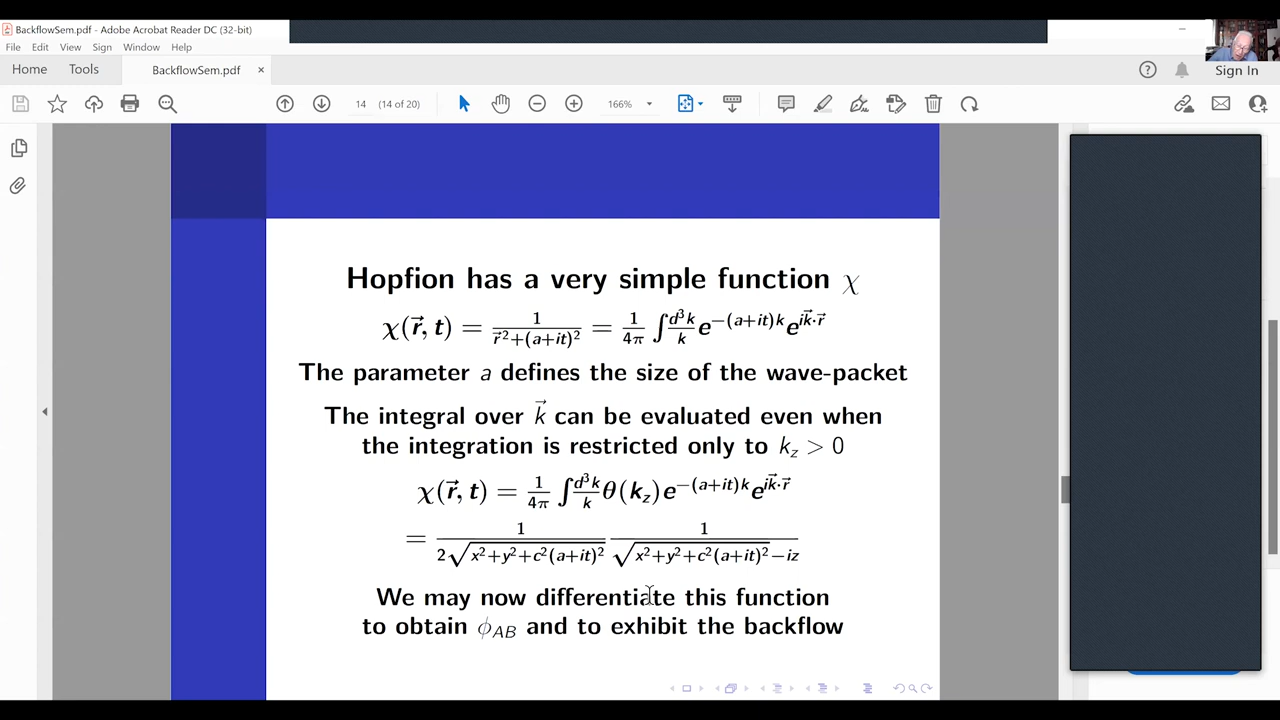 BackflowSem.pdf - Adobe Acrobat Reader DC (32-bit)
File Edit View Sign Window Help
Home Tools BackflowSem.pdf × Sign In
14 (14 of 20) 166%
Hopfion has a very simple function χ
χ(r⃗, t) = 1/(r⃗²+(a+it)²) = 1/4π ∫ d³k/k e^{−(a+it)k} e^{ik⃗·r⃗}
The parameter a defines the size of the wave-packet
The integral over k⃗ can be evaluated even when
the integration is restricted only to k_z > 0
χ(r⃗, t) = 1/4π ∫ d³k/k θ(k_z) e^{−(a+it)k} e^{ik⃗·r⃗}
= 1/(2√(x²+y²+c²(a+it)²)) 1/(√(x²+y²+c²(a+it)²)−iz)
We may now differentiate this function
to obtain ϕ_AB and to exhibit the backflow